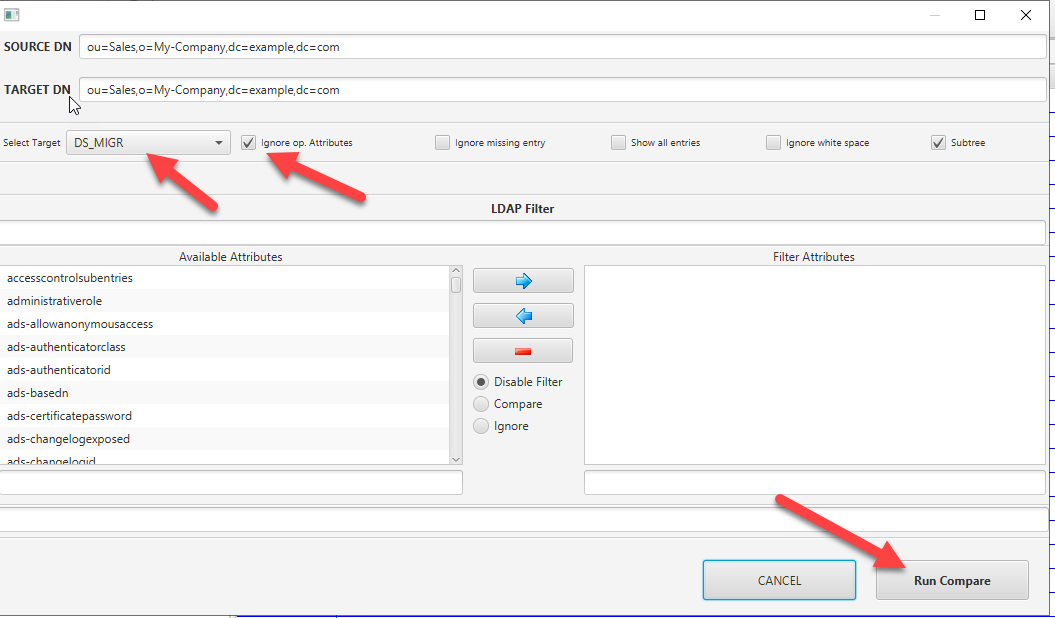 SOURCE DN ou=Sales,o=My-Company,dc=example,dc=com
TARGET DN ou=Sales,o=My-Company,dc=example,dc=com
Select Target DS_MIGR Ignore op. Attributes Ignore missing entry Show all entries Ignore white space Subtree
LDAP Filter
Available Attributes
accesscontrolsubentries
administrativerole
ads-allowanonymousaccess
ads-authenticatorclass
ads-authenticatorid
ads-basedn
ads-certificatepassword
ads-changelogexposed
ads-changelogid
Disable Filter
Compare
Ignore
Filter Attributes
CANCEL Run Compare